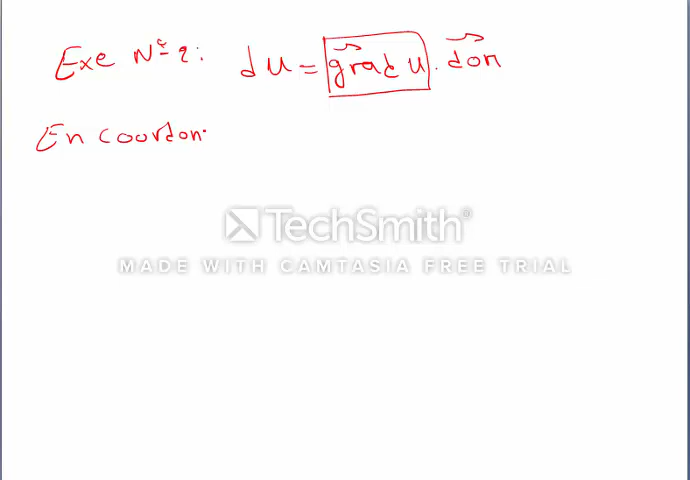 Exe N° 2: du = grad u . dom
En coordon
TechSmith®
MADE WITH CAMTASIA FREE TRIAL